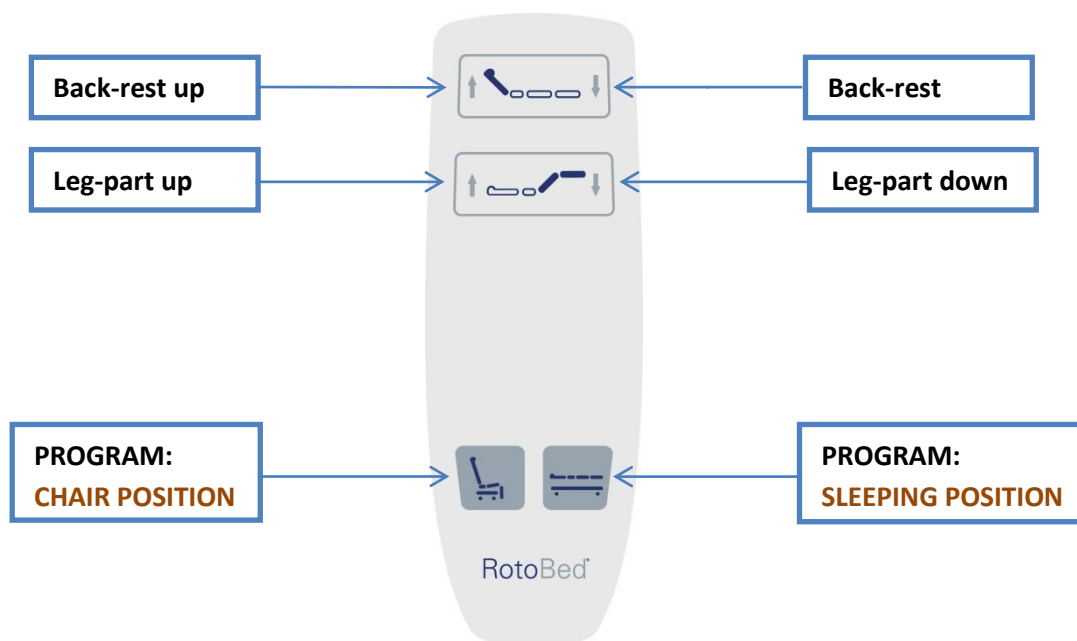 Back-rest up
Back-rest
Leg-part up
Leg-part down
PROGRAM:
CHAIR POSITION
PROGRAM:
SLEEPING POSITION
RotoBed